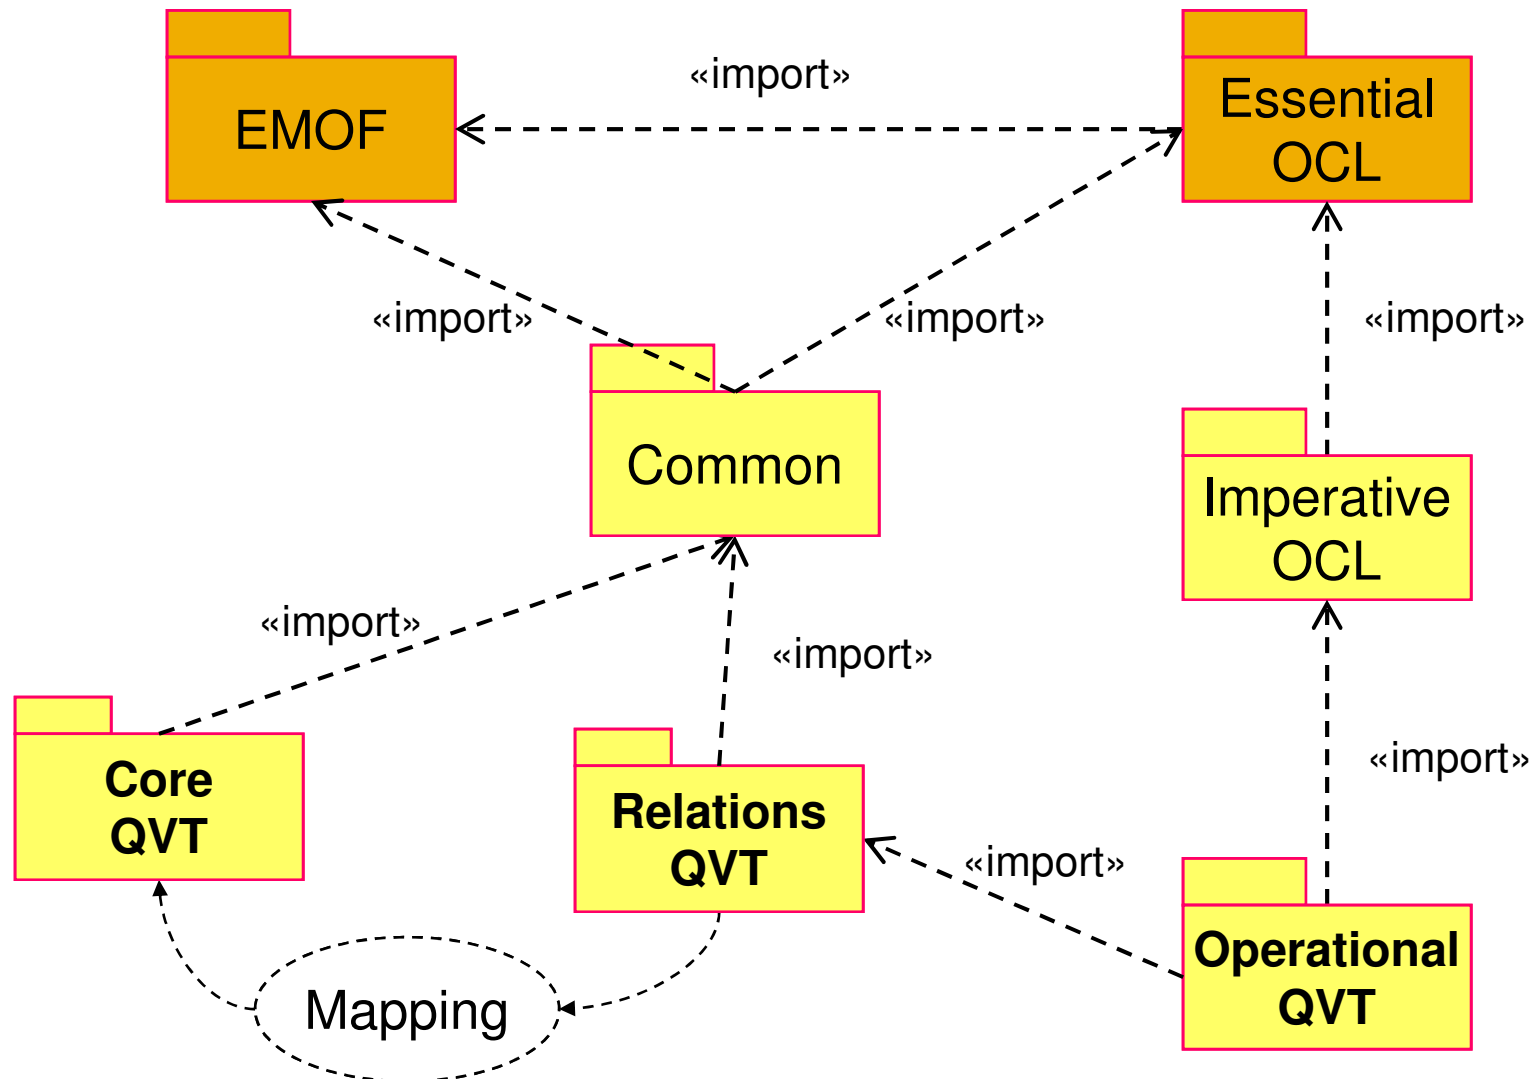 «import»
EMOF
Essential
OCL
«import»
«import»
«import»
Common
Imperative
OCL
«import»
«import»
«import»
Core
QVT
Relations
QVT
«import»
Operational
QVT
Mapping